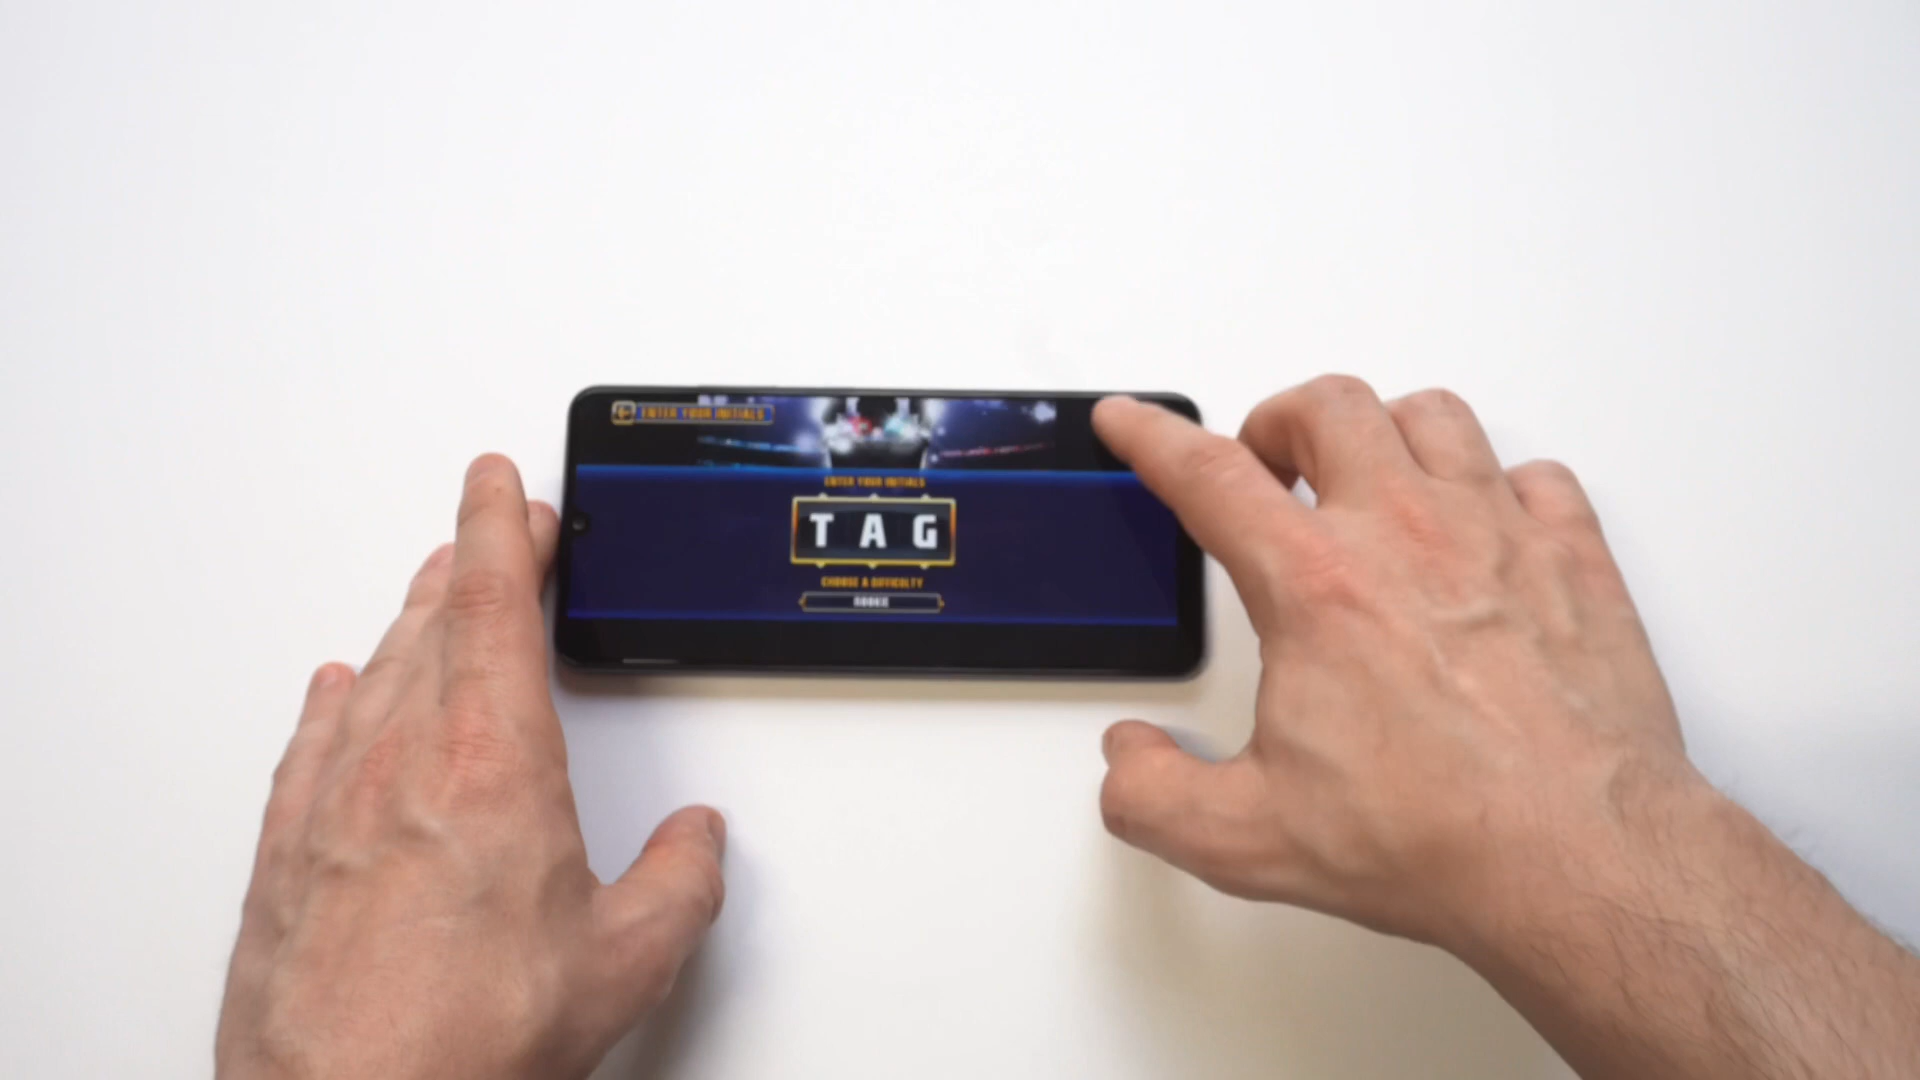 ENTER YOUR INITIALS
ENTER YOUR INITIALS
T A G
CHOOSE A DIFFICULTY
ROOKIE